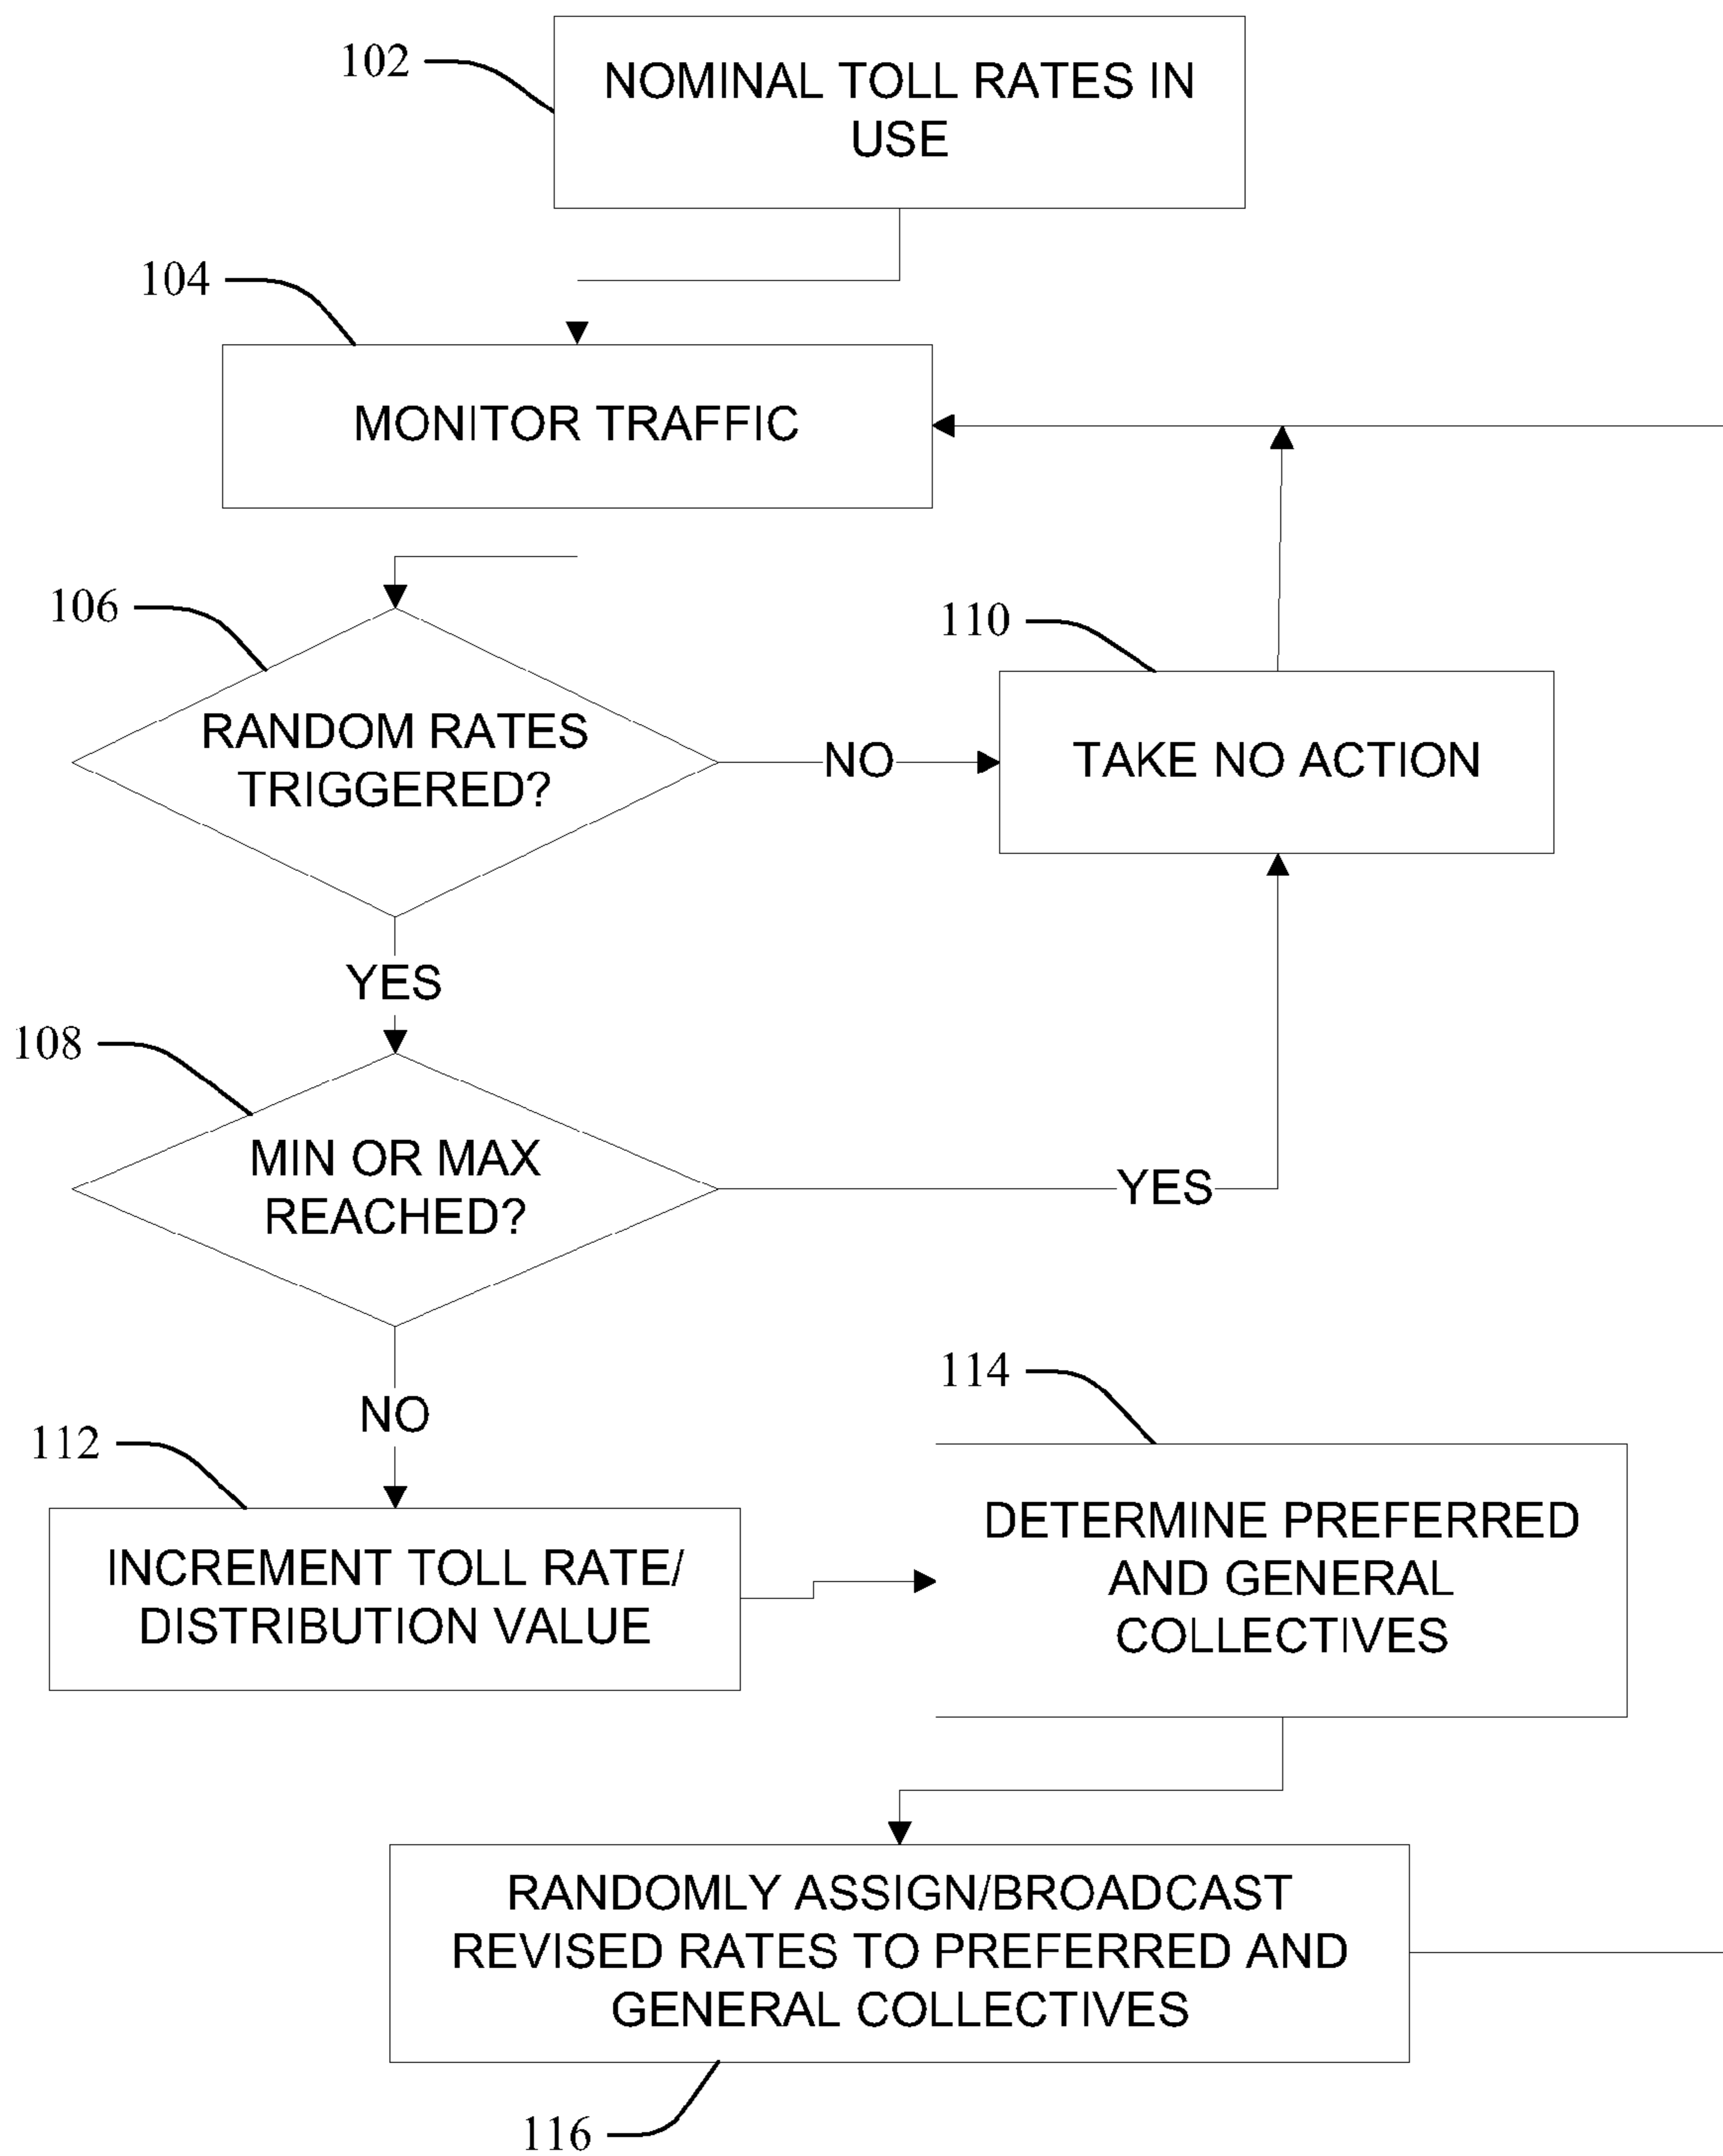 102
NOMINAL TOLL RATES IN
USE
104
MONITOR TRAFFIC
106
RANDOM RATES
TRIGGERED?
NO
110
TAKE NO ACTION
YES
108
MIN OR MAX
REACHED?
YES
NO
112
INCREMENT TOLL RATE/
DISTRIBUTION VALUE
114
DETERMINE PREFERRED
AND GENERAL
COLLECTIVES
RANDOMLY ASSIGN/BROADCAST
REVISED RATES TO PREFERRED AND
GENERAL COLLECTIVES
116